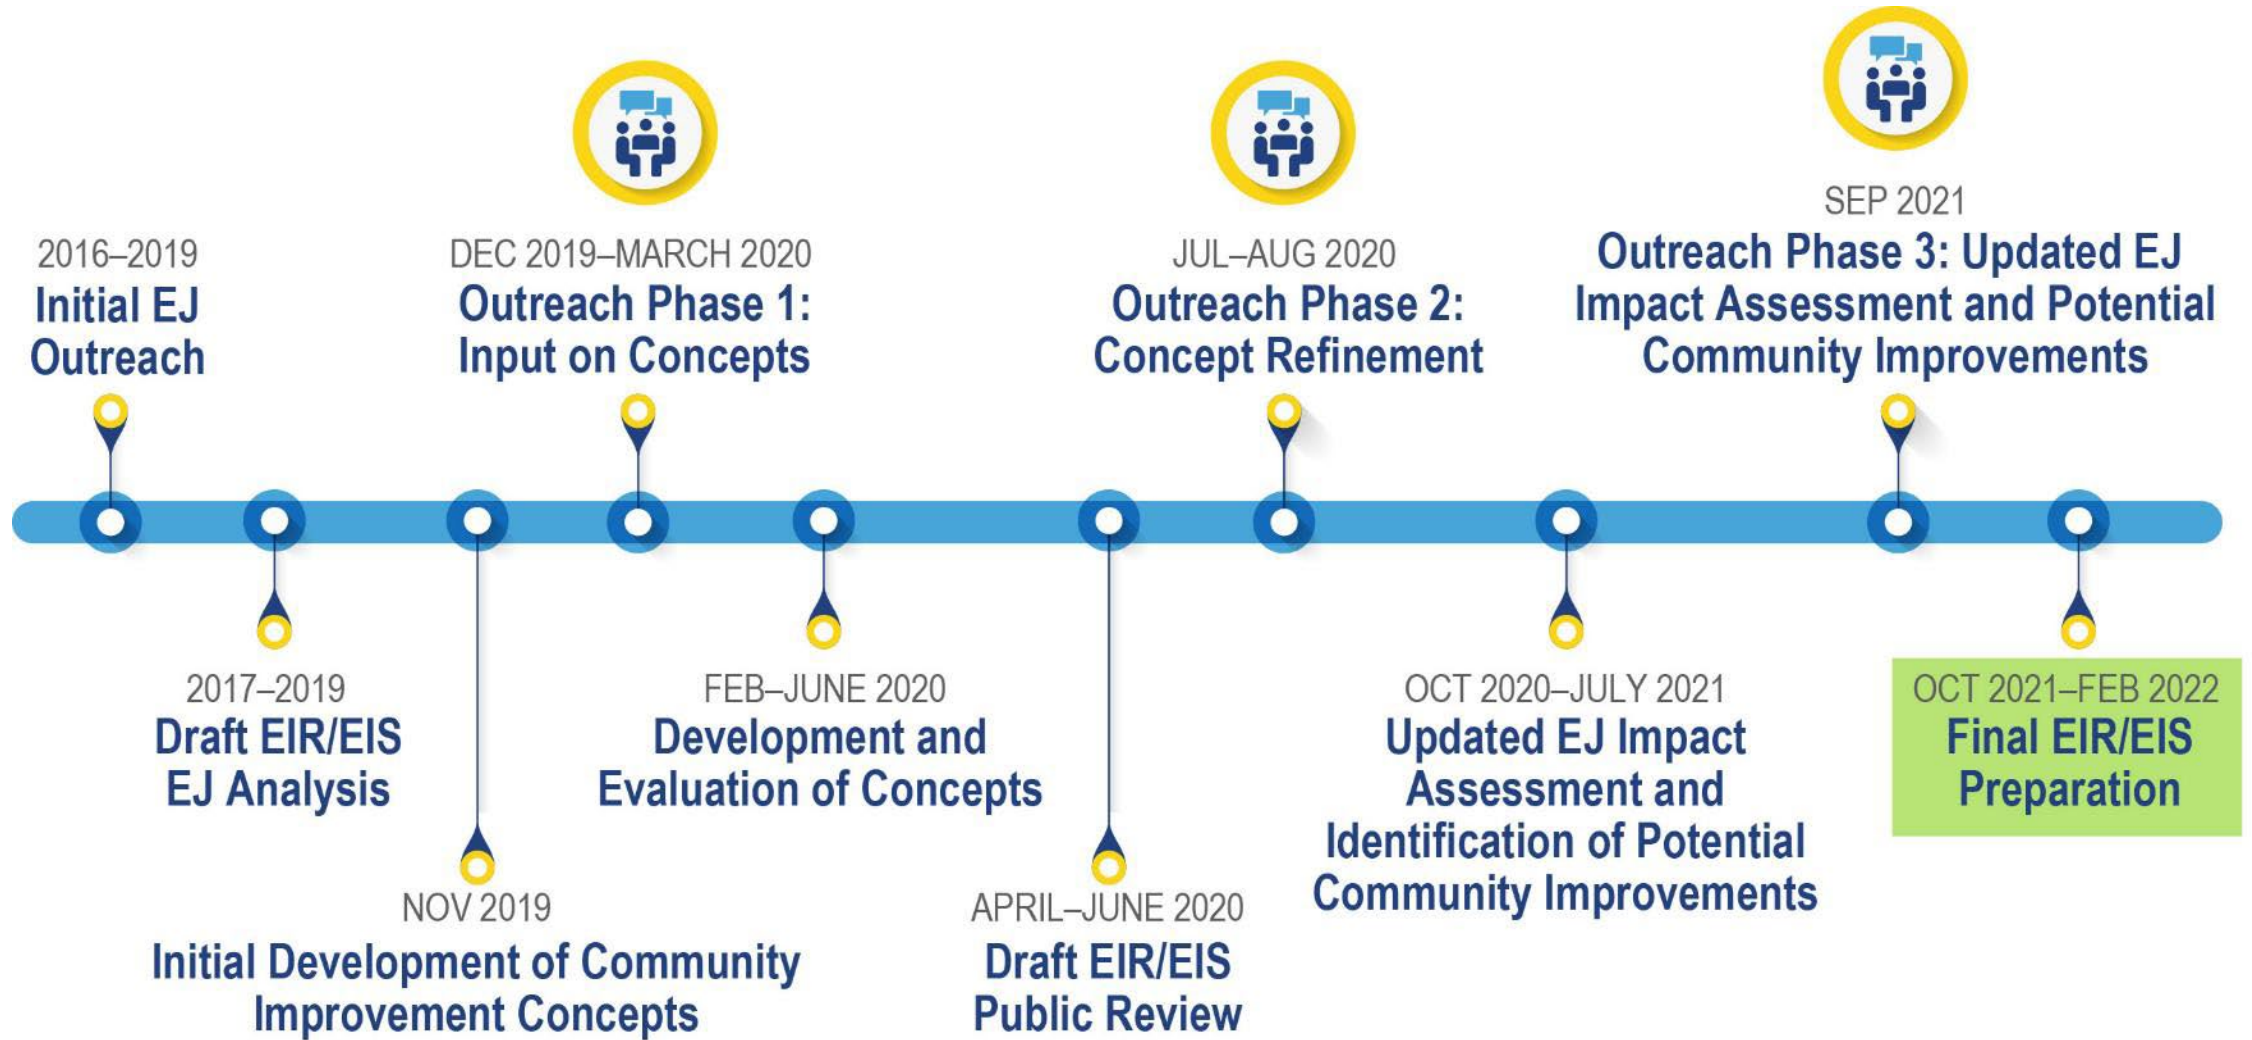 2016–2019
Initial EJ
Outreach
DEC 2019–MARCH 2020
Outreach Phase 1:
Input on Concepts
JUL–AUG 2020
Outreach Phase 2:
Concept Refinement
SEP 2021
Outreach Phase 3: Updated EJ
Impact Assessment and Potential
Community Improvements
2017–2019
Draft EIR/EIS
EJ Analysis
NOV 2019
Initial Development of Community
Improvement Concepts
FEB–JUNE 2020
Development and
Evaluation of Concepts
APRIL–JUNE 2020
Draft EIR/EIS
Public Review
OCT 2020–JULY 2021
Updated EJ Impact
Assessment and
Identification of Potential
Community Improvements
OCT 2021–FEB 2022
Final EIR/EIS
Preparation